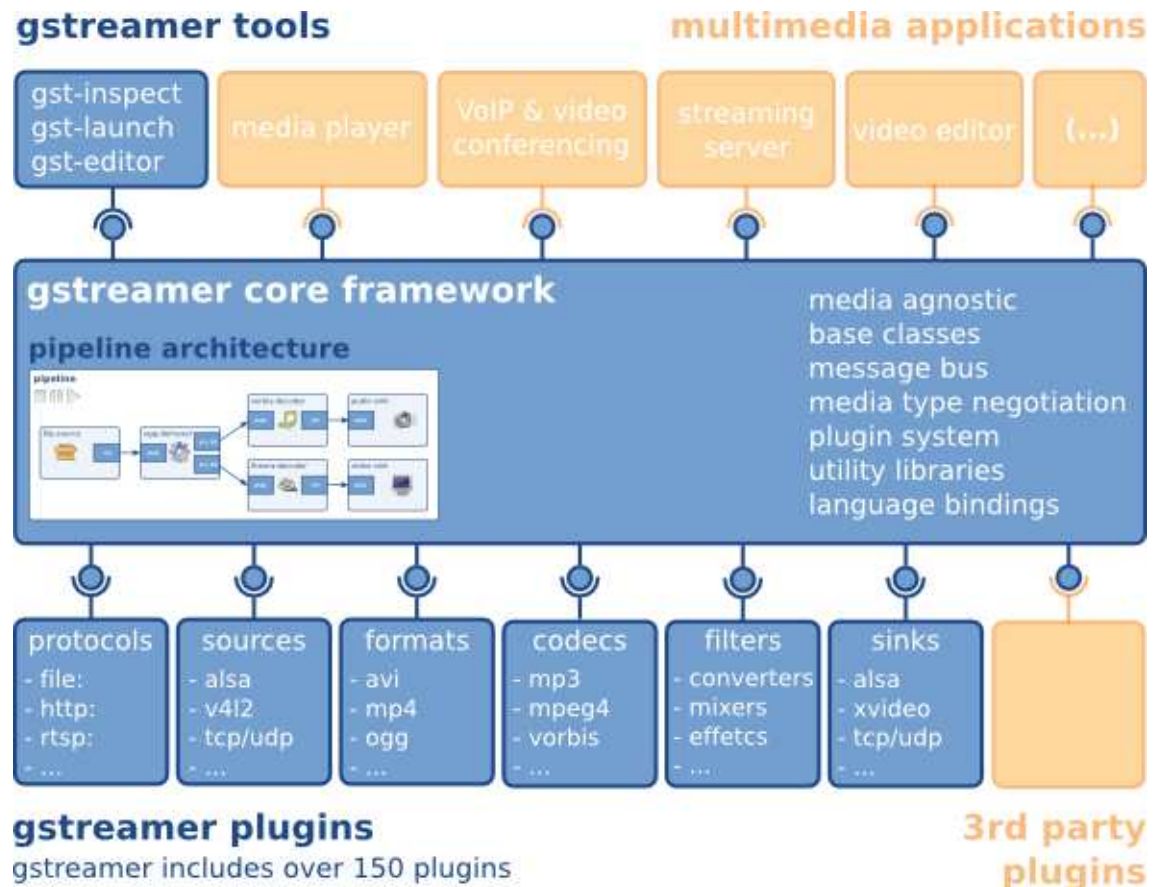 gstreamer tools
multimedia applications
gst-inspect
gst-launch
gst-editor
media player
VoIP & video
conferencing
streaming
server
video editor
(...)
gstreamer core framework
media agnostic
base classes
message bus
media type negotiation
plugin system
utility libraries
language bindings
pipeline architecture
pipeline
protocols
- file:
- http:
- rtsp:
- ...
sources
- alsa
- v4l2
- tcp/udp
- ...
formats
- avi
- mp4
- ogg
- ...
codecs
- mp3
- mpeg4
- vorbis
- ...
filters
- converters
- mixers
- effetcs
- ...
sinks
- alsa
- xvideo
- tcp/udp
- ...
gstreamer plugins
gstreamer includes over 150 plugins
3rd party
plugins